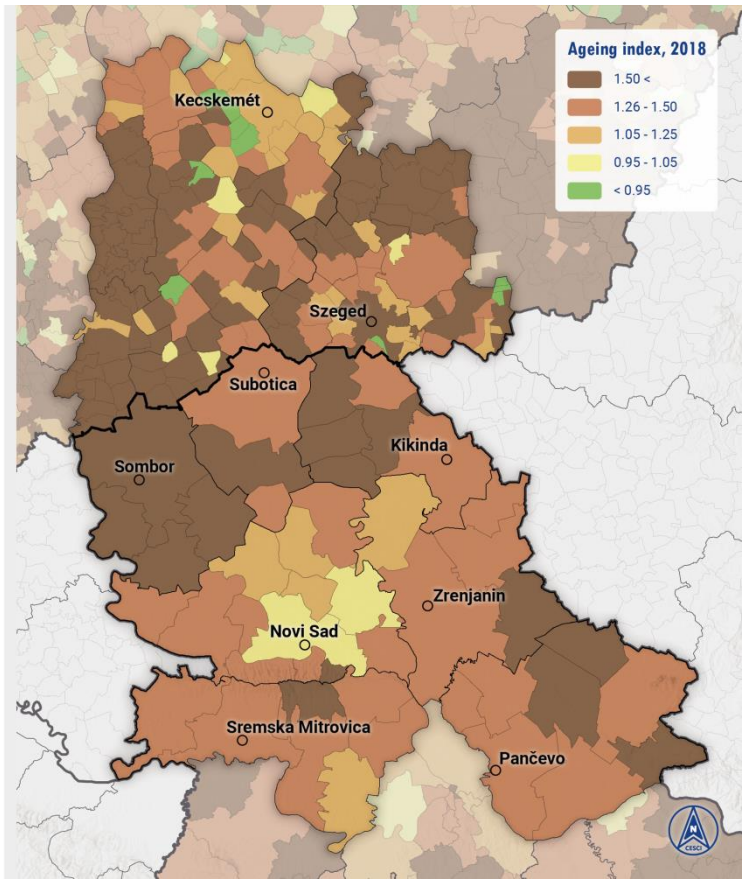 Ageing index, 2018
1.50 <
1.26 - 1.50
1.05 - 1.25
0.95 - 1.05
< 0.95
Kecskemét
Szeged
Subotica
Kikinda
Sombor
Zrenjanin
Novi Sad
Sremska Mitrovica
Pančevo
N
CESCI